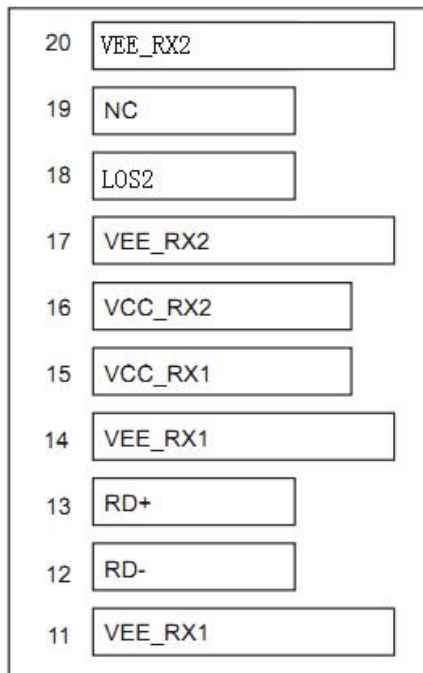 20 VEE_RX2
19 NC
18 LOS2
17 VEE_RX2
16 VCC_RX2
15 VCC_RX1
14 VEE_RX1
13 RD+
12 RD-
11 VEE_RX1